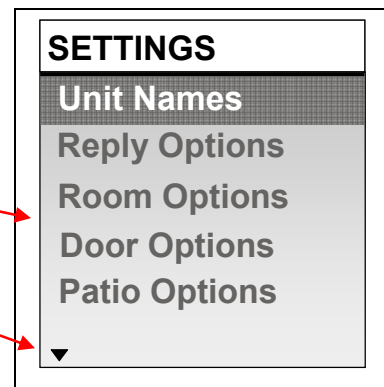 SETTINGS
Unit Names
Reply Options
Room Options
Door Options
Patio Options